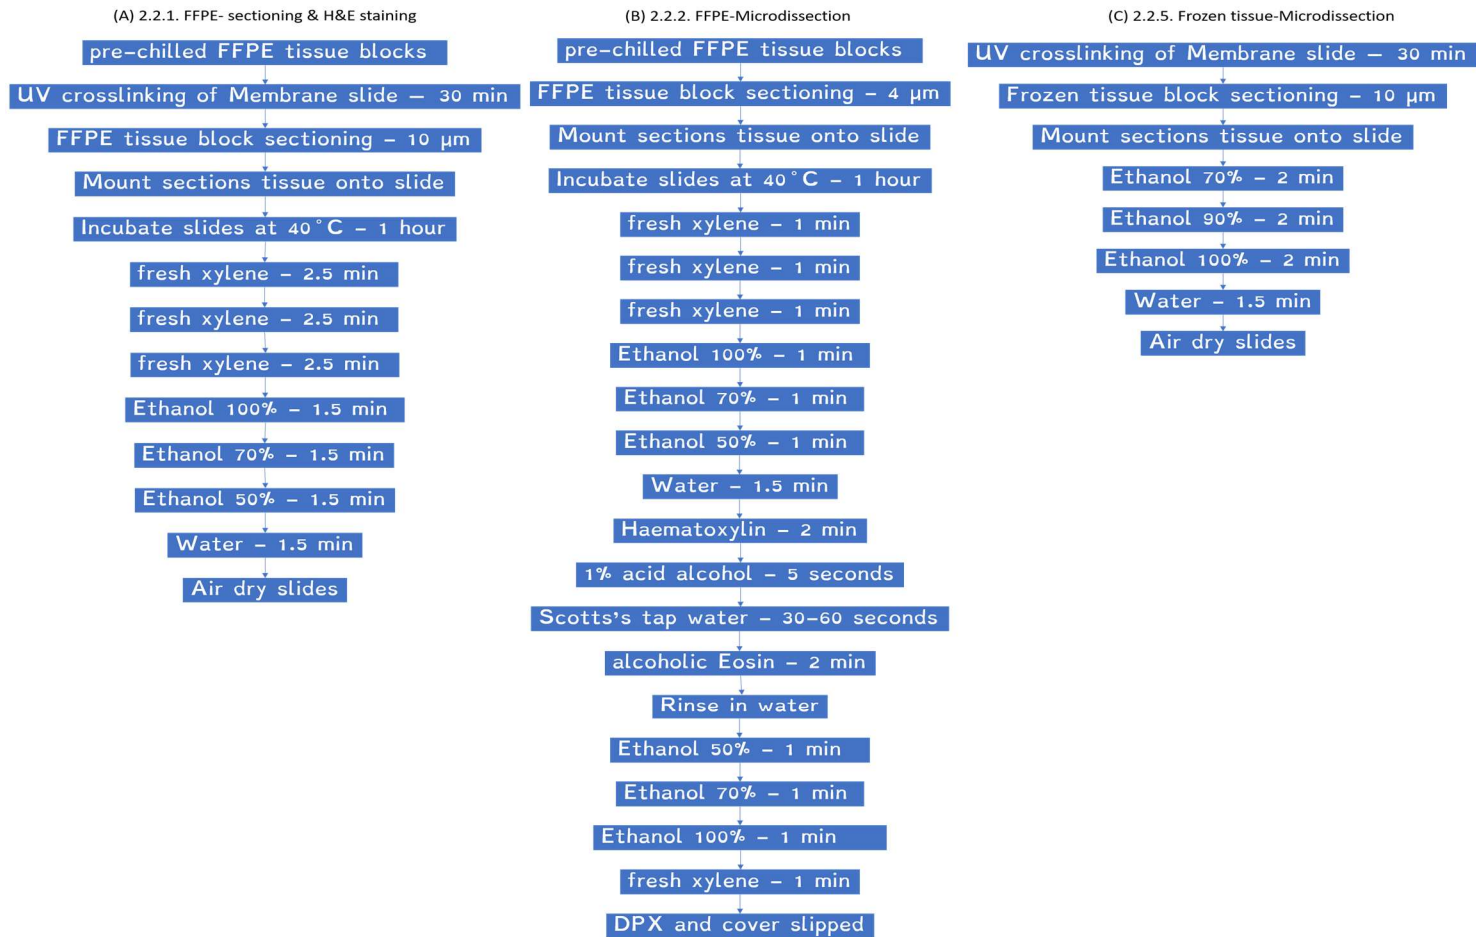 (A) 2.2.1. FFPE- sectioning & H&E staining
pre-chilled FFPE tissue blocks
UV crosslinking of Membrane slide – 30 min
FFPE tissue block sectioning – 10 µm
Mount sections tissue onto slide
Incubate slides at 40°C – 1 hour
fresh xylene – 2.5 min
fresh xylene – 2.5 min
fresh xylene – 2.5 min
Ethanol 100% – 1.5 min
Ethanol 70% – 1.5 min
Ethanol 50% – 1.5 min
Water – 1.5 min
Air dry slides
(B) 2.2.2. FFPE-Microdissection
pre-chilled FFPE tissue blocks
FFPE tissue block sectioning - 4 µm
Mount sections tissue onto slide
Incubate slides at 40°C – 1 hour
fresh xylene – 1 min
fresh xylene – 1 min
fresh xylene – 1 min
Ethanol 100% – 1 min
Ethanol 70% – 1 min
Ethanol 50% – 1 min
Water – 1.5 min
Haematoxylin – 2 min
1% acid alcohol – 5 seconds
Scotts's tap water – 30–60 seconds
alcoholic Eosin – 2 min
Rinse in water
Ethanol 50% – 1 min
Ethanol 70% – 1 min
Ethanol 100% – 1 min
fresh xylene – 1 min
DPX and cover slipped
(C) 2.2.5. Frozen tissue-Microdissection
UV crosslinking of Membrane slide – 30 min
Frozen tissue block sectioning – 10 µm
Mount sections tissue onto slide
Ethanol 70% – 2 min
Ethanol 90% – 2 min
Ethanol 100% – 2 min
Water – 1.5 min
Air dry slides